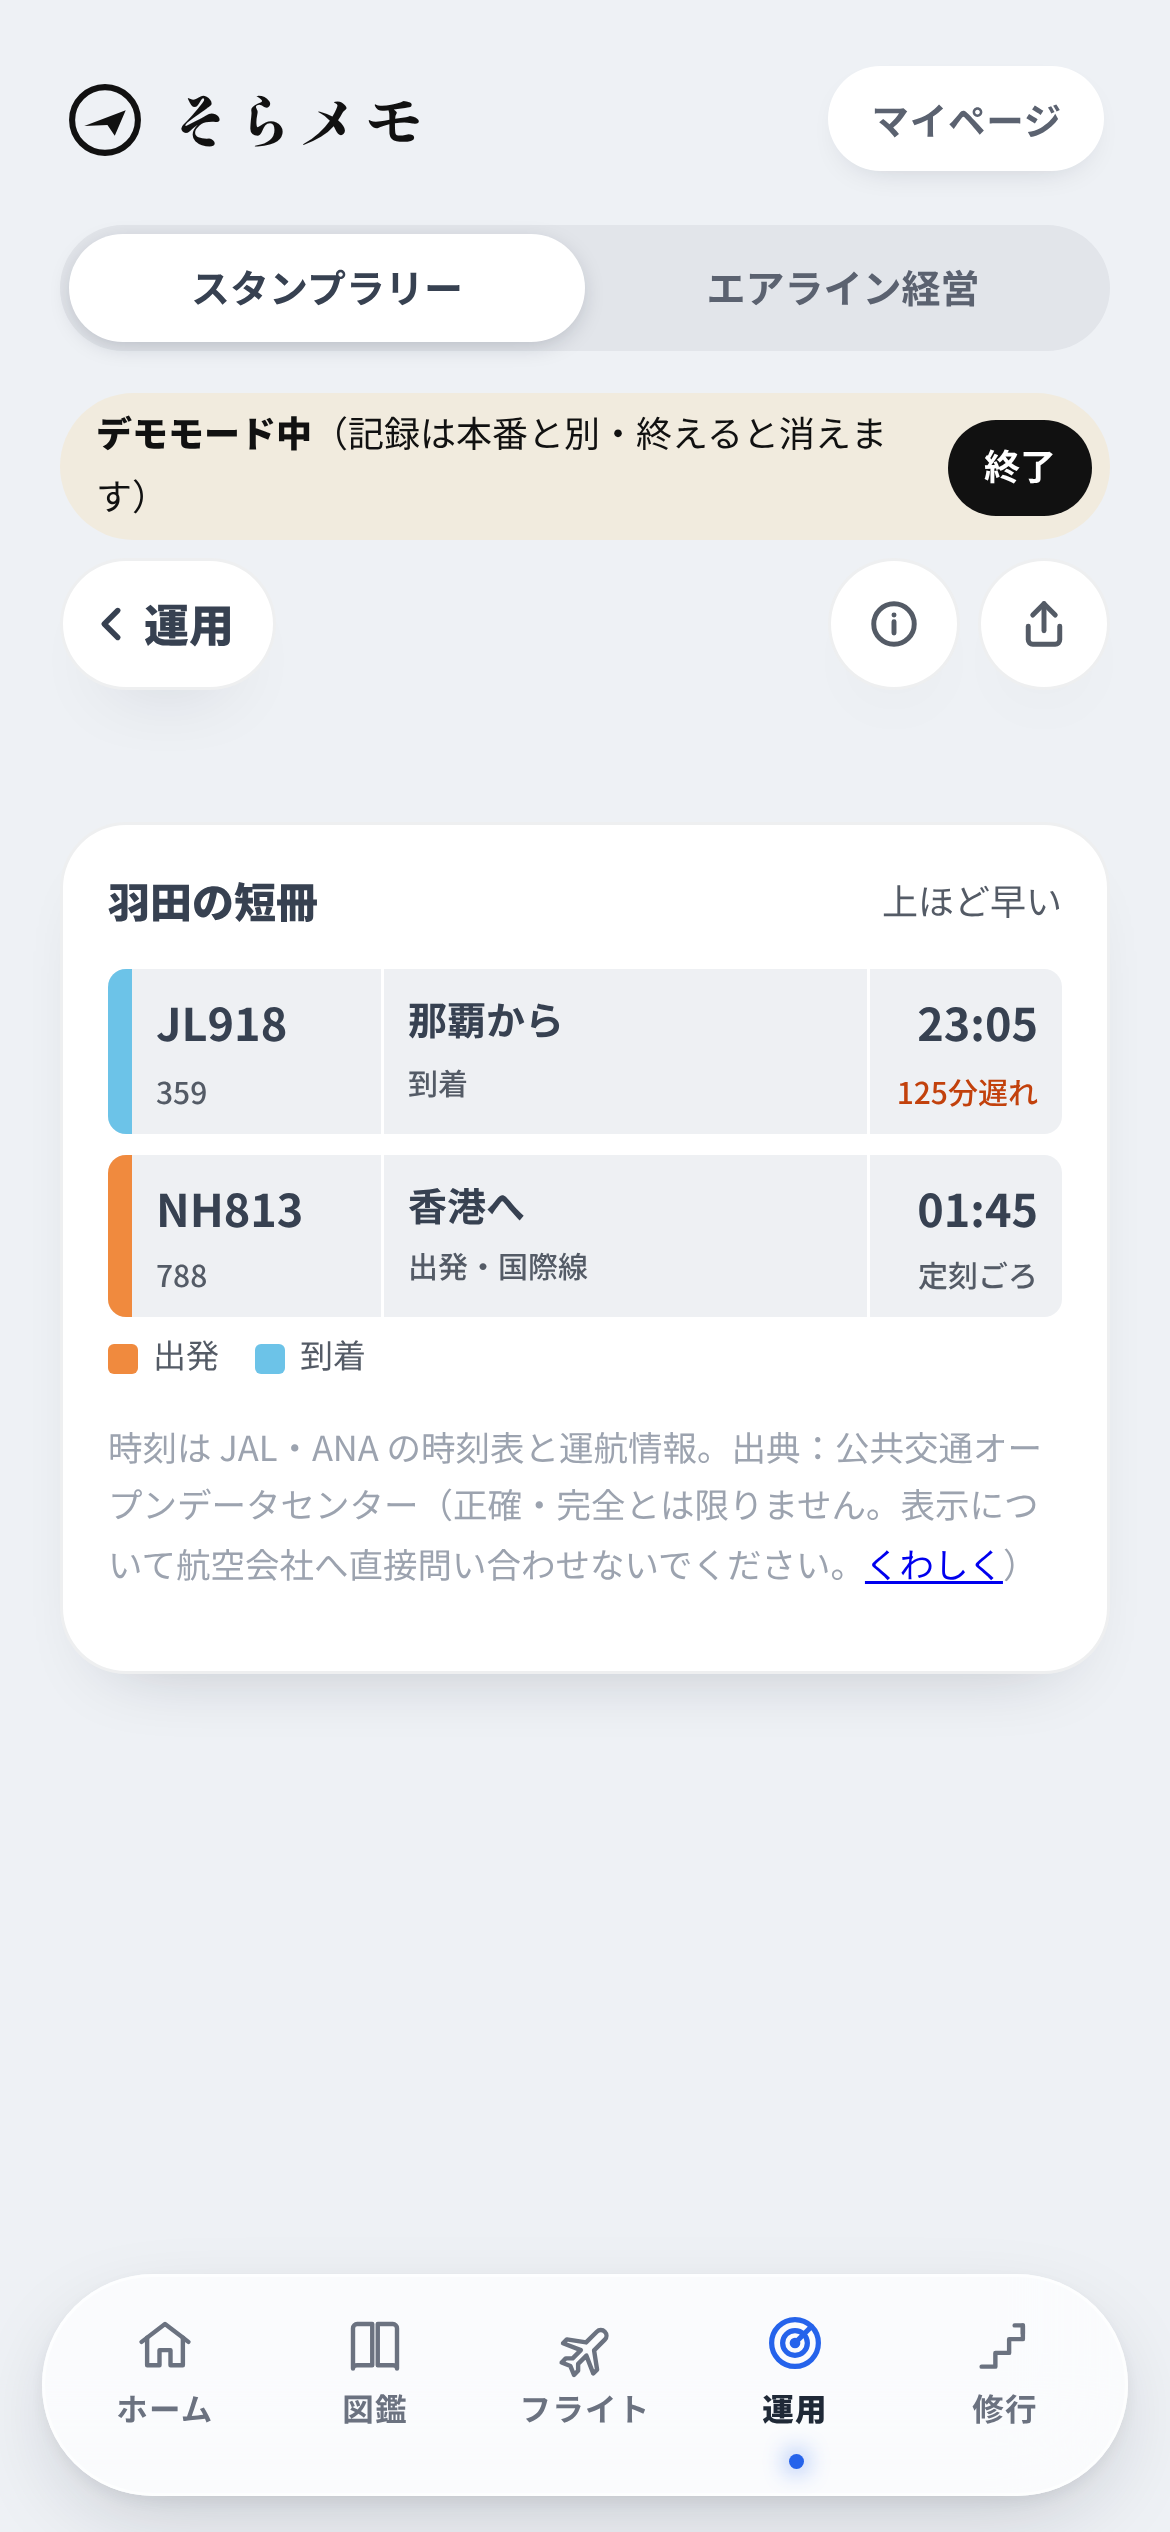 そらメモ
マイページ
スタンプラリー
エアライン経営
デモモード中（記録は本番と別・終えると消えま
す）
終了
運用
羽田の短冊
上ほど早い
JL918
那覇から
23:05
359
到着
125分遅れ
NH813
香港へ
01:45
788
出発・国際線
定刻ごろ
出発
到着
時刻は JAL・ANA の時刻表と運航情報。出典：公共交通オー
プンデータセンター（正確・完全とは限りません。表示につ
いて航空会社へ直接問い合わせないでください。くわしく）
ホーム
図鑑
フライト
運用
修行